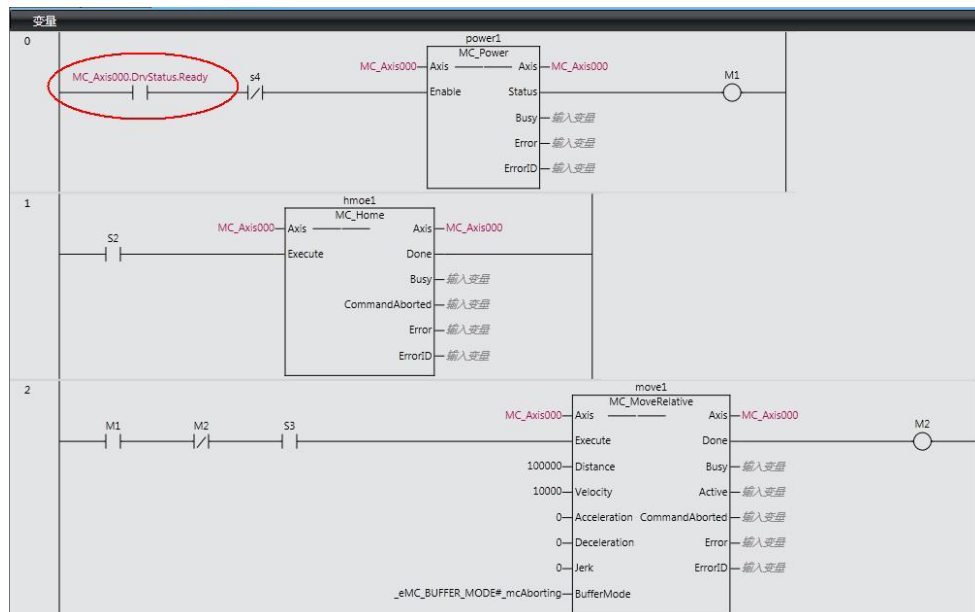 变量
0
power1
MC_Power
MC_Axis000 Axis Axis MC_Axis000
MC_Axis000.DrvStatus.Ready s4 Enable Status M1
Busy 输入变量
Error 输入变量
ErrorID 输入变量
1
hmoe1
MC_Home
MC_Axis000 Axis Axis MC_Axis000
S2 Execute Done
Busy 输入变量
CommandAborted 输入变量
Error 输入变量
ErrorID 输入变量
2
move1
MC_MoveRelative
MC_Axis000 Axis Axis MC_Axis000
M1 M2 S3 Execute Done M2
100000 Distance Busy 输入变量
10000 Velocity Active 输入变量
0 Acceleration CommandAborted 输入变量
0 Deceleration Error 输入变量
0 Jerk ErrorID 输入变量
_eMC_BUFFER_MODE#_mcAborting BufferMode